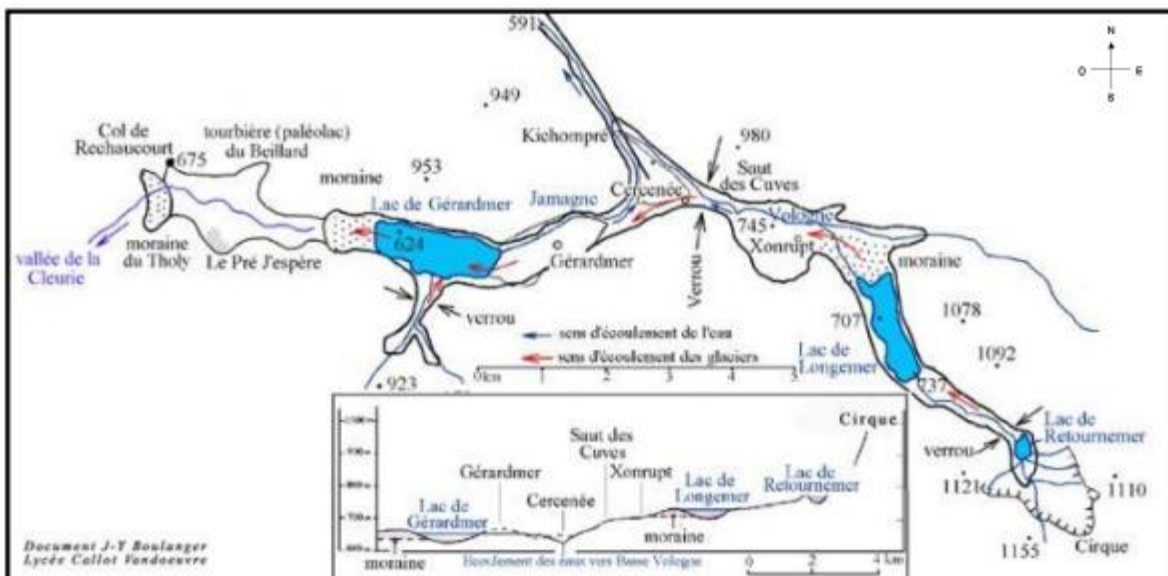 591
N
O E
S
949
Kichompré
980
Col de
Rechaucourt
675
tourbière (paléolac)
du Beillard
953
moraine
Saut
des Cuves
Cercenée
Lac de Gérardmer
Jamagne
Vologne
745
Xonrupt
624
moraine
du Tholy
Le Pré J'espère
Gérardmer
moraine
vallée de la
Cleurie
Verrou
verrou
707
1078
sens d'écoulement de l'eau
sens d'écoulement des glaciers
Lac de
Longemer
1092
0km 1 2 3 4 5
923
737
Lac de
Retournemer
verrou
1121
1110
1155
Cirque
Cirque
Saut des
Cuves
Gérardmer
Xonrupt
Lac de
Retournemer
Lac de
Longemer
Cercenée
Lac de
Gérardmer
moraine
moraine
Ecoulement des eaux vers Basse Vologne
0 2 4 km
Document J-Y Boulanger
Lycée Callot Vandoeuvre